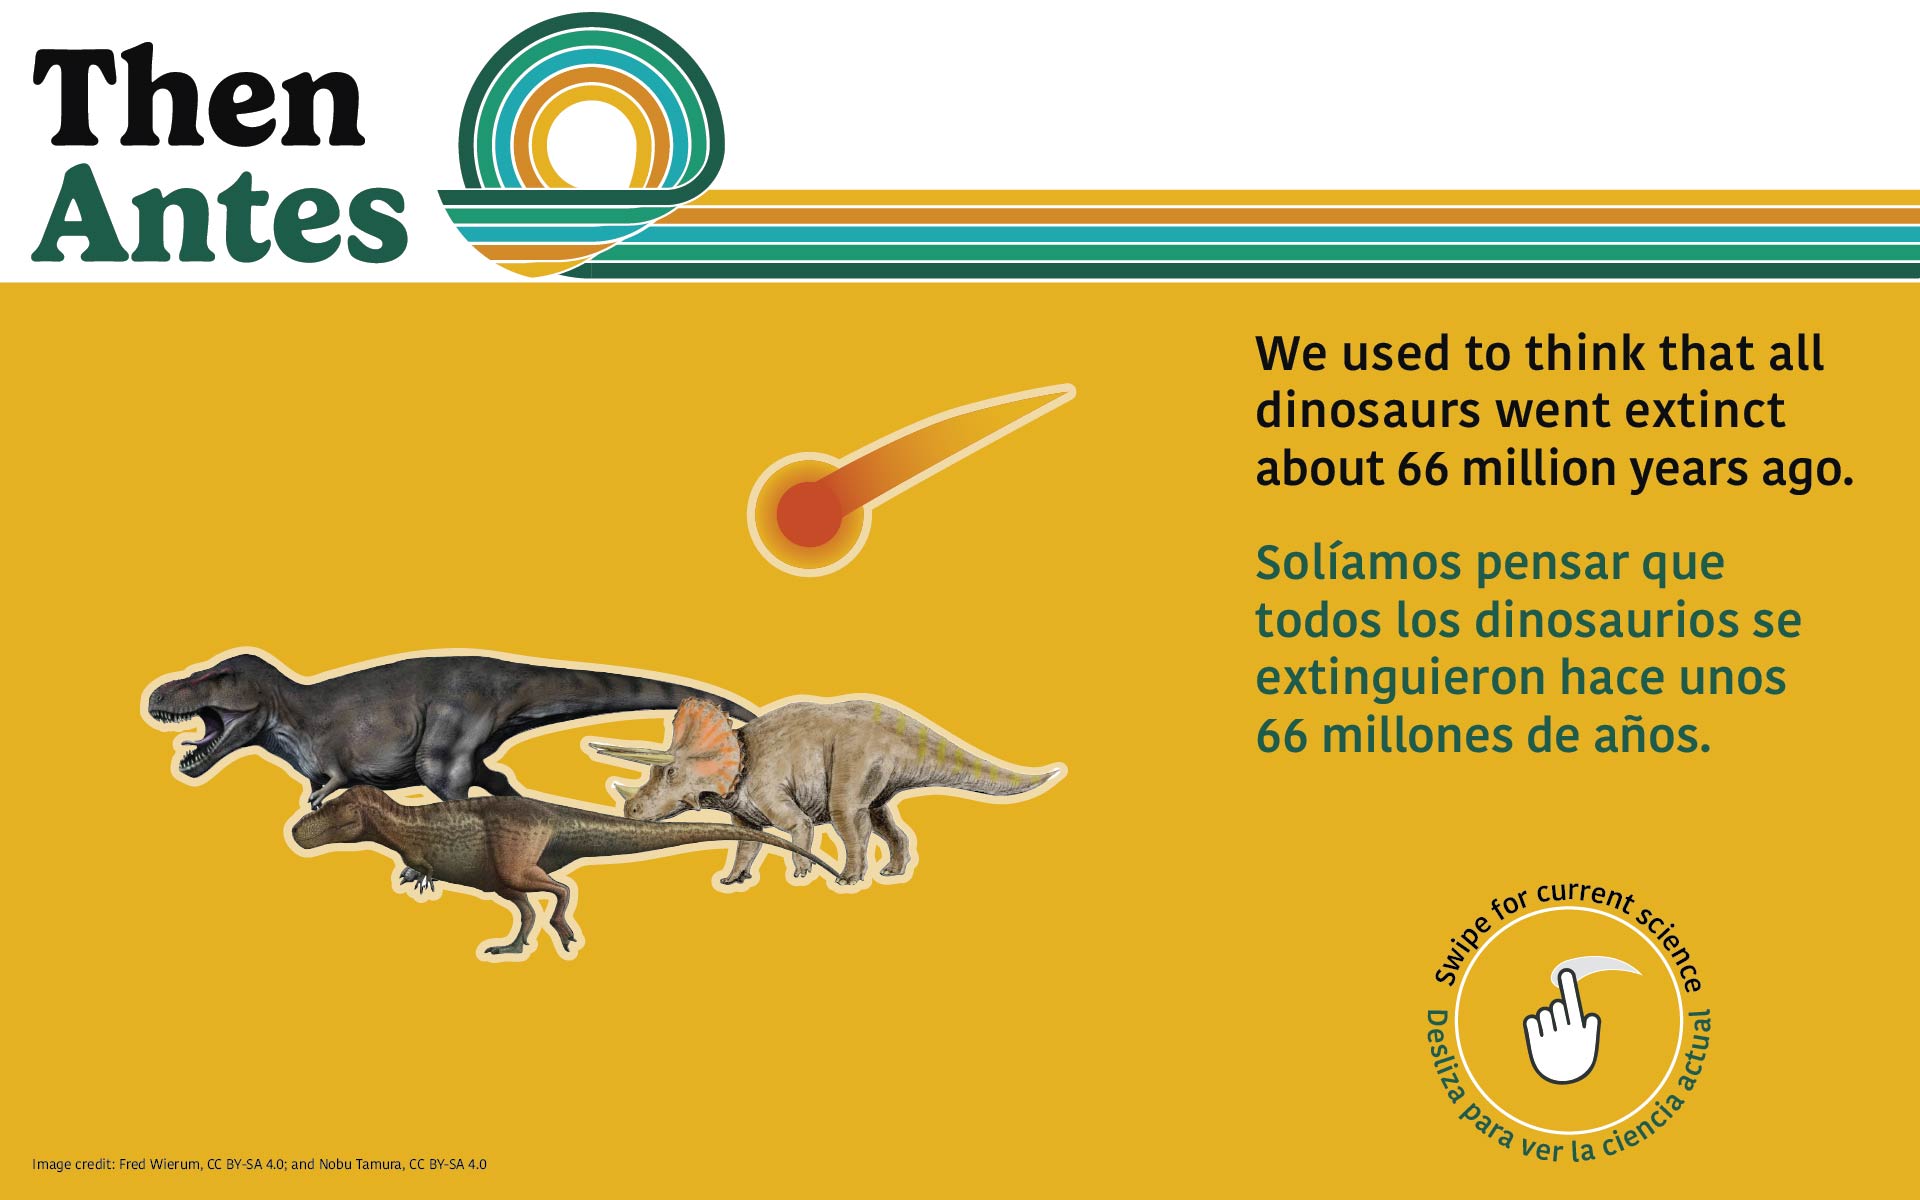 Then
Antes
We used to think that all
dinosaurs went extinct
about 66 million years ago.
Solíamos pensar que
todos los dinosaurios se
extinguieron hace unos
66 millones de años.
Swipe for current science
Desliza para ver la ciencia actual
Image credit: Fred Wierum, CC BY-SA 4.0; and Nobu Tamura, CC BY-SA 4.0